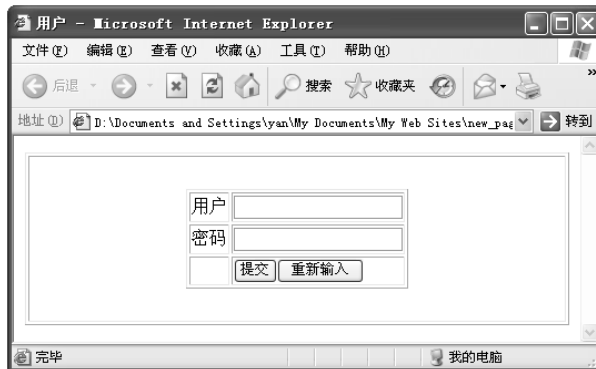 用户 - Microsoft Internet Explorer
文件(F) 编辑(E) 查看(V) 收藏(A) 工具(T) 帮助(H)
后退 搜索 收藏夹 »
地址(D) D:\Documents and Settings\yan\My Documents\My Web Sites\new_pag 转到
用户
密码
提交 重新输入
完毕 我的电脑